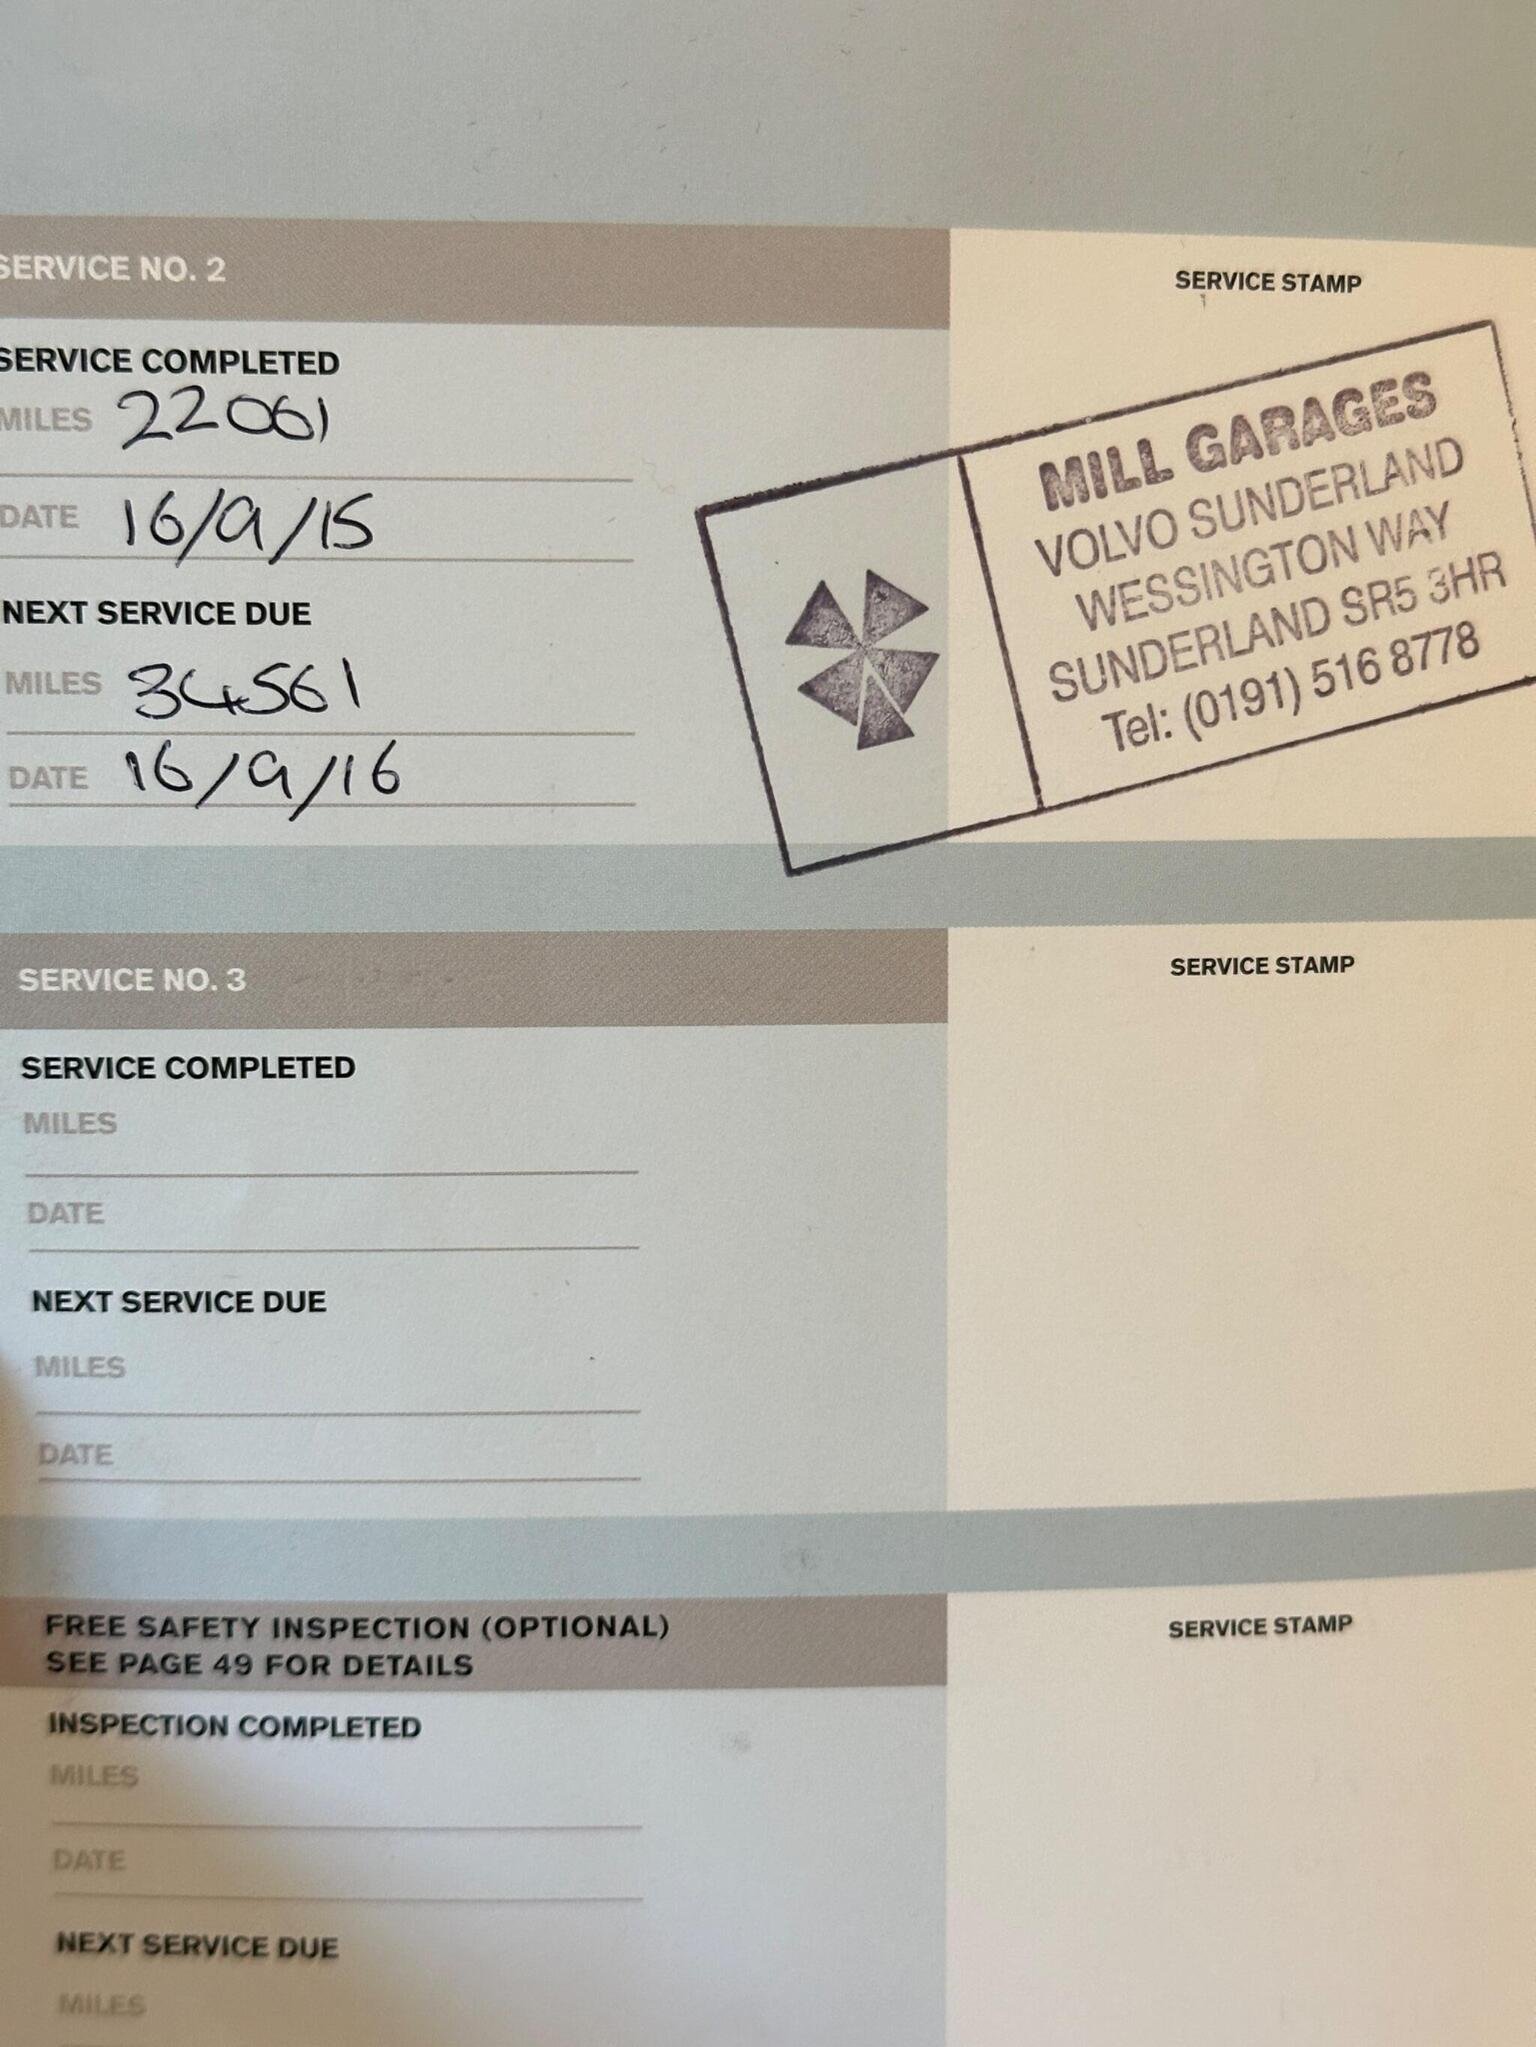 SERVICE NO. 2
SERVICE STAMP
SERVICE COMPLETED
MILES 22061
DATE 16/9/15
NEXT SERVICE DUE
MILES 34561
DATE 16/9/16
MILL GARAGES
VOLVO SUNDERLAND
WESSINGTON WAY
SUNDERLAND SR5 3HR
Tel: (0191) 516 8778
SERVICE NO. 3
SERVICE STAMP
SERVICE COMPLETED
MILES
DATE
NEXT SERVICE DUE
MILES
DATE
FREE SAFETY INSPECTION (OPTIONAL)
SEE PAGE 49 FOR DETAILS
SERVICE STAMP
INSPECTION COMPLETED
MILES
DATE
NEXT SERVICE DUE
MILES